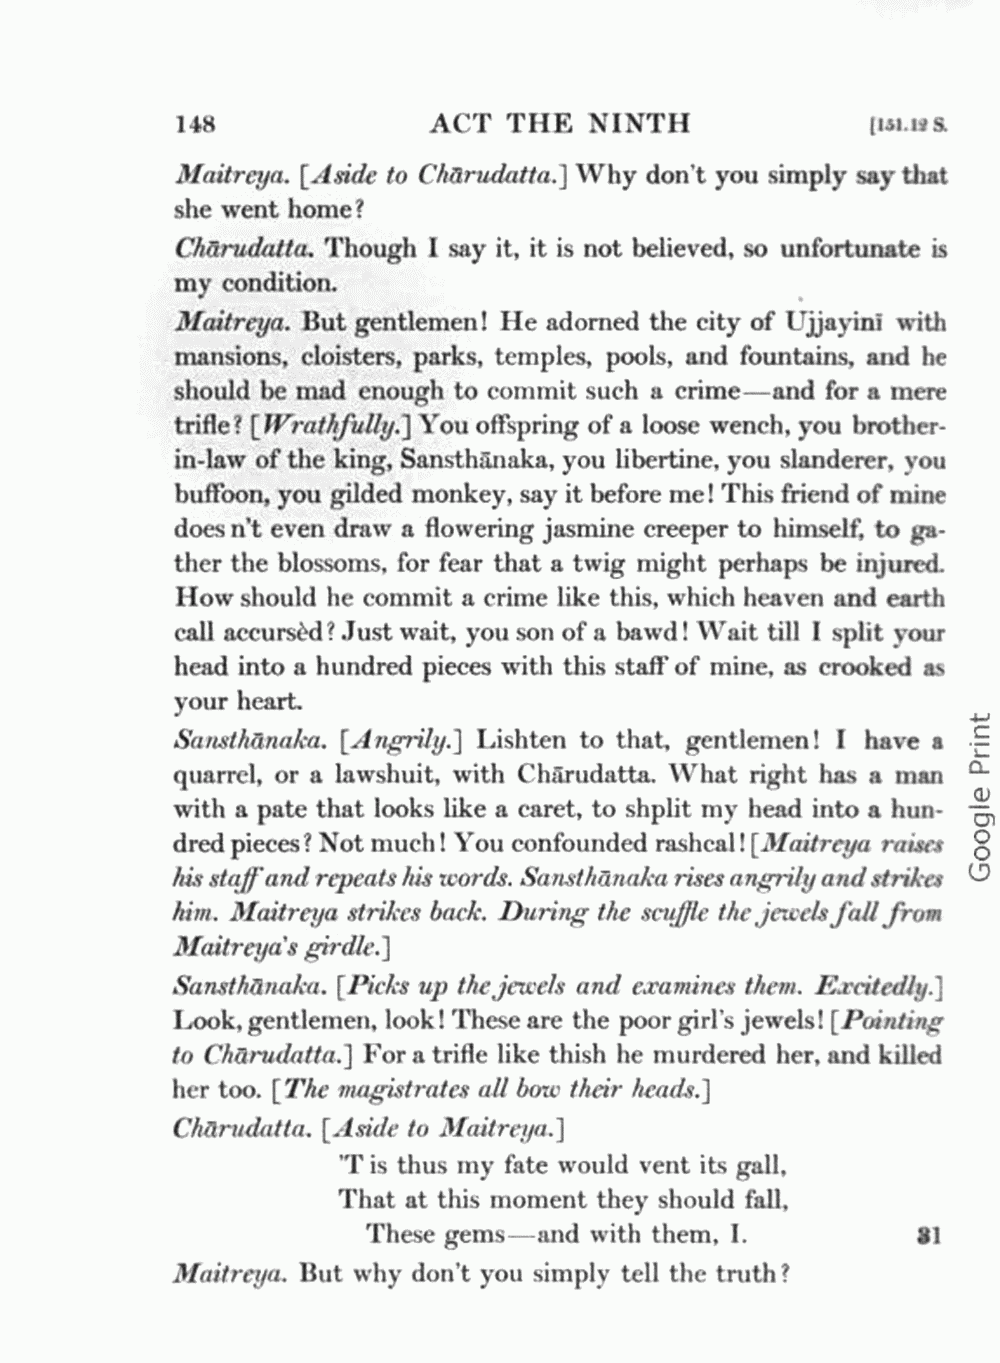 148 ACT THE NINTH [151.12 S.
Maitreya. [Aside to Chārudatta.] Why don't you simply say that
she went home?
Chārudatta. Though I say it, it is not believed, so unfortunate is
my condition.
Maitreya. But gentlemen! He adorned the city of Ujjayinī with
mansions, cloisters, parks, temples, pools, and fountains, and he
should be mad enough to commit such a crime—and for a mere
trifle? [Wrathfully.] You offspring of a loose wench, you brother-
in-law of the king, Sansthānaka, you libertine, you slanderer, you
buffoon, you gilded monkey, say it before me! This friend of mine
does n't even draw a flowering jasmine creeper to himself, to ga-
ther the blossoms, for fear that a twig might perhaps be injured.
How should he commit a crime like this, which heaven and earth
call accursèd? Just wait, you son of a bawd! Wait till I split your
head into a hundred pieces with this staff of mine, as crooked as
your heart.
Sansthānaka. [Angrily.] Lishten to that, gentlemen! I have a
quarrel, or a lawshuit, with Chārudatta. What right has a man
with a pate that looks like a caret, to shplit my head into a hun-
dred pieces? Not much! You confounded rashcal! [Maitreya raises
his staff and repeats his words. Sansthānaka rises angrily and strikes
him. Maitreya strikes back. During the scuffle the jewels fall from
Maitreya's girdle.]
Sansthānaka. [Picks up the jewels and examines them. Excitedly.]
Look, gentlemen, look! These are the poor girl's jewels! [Pointing
to Chārudatta.] For a trifle like thish he murdered her, and killed
her too. [The magistrates all bow their heads.]
Chārudatta. [Aside to Maitreya.]
'T is thus my fate would vent its gall,
That at this moment they should fall,
These gems—and with them, I. 31
Maitreya. But why don't you simply tell the truth?
Google Print